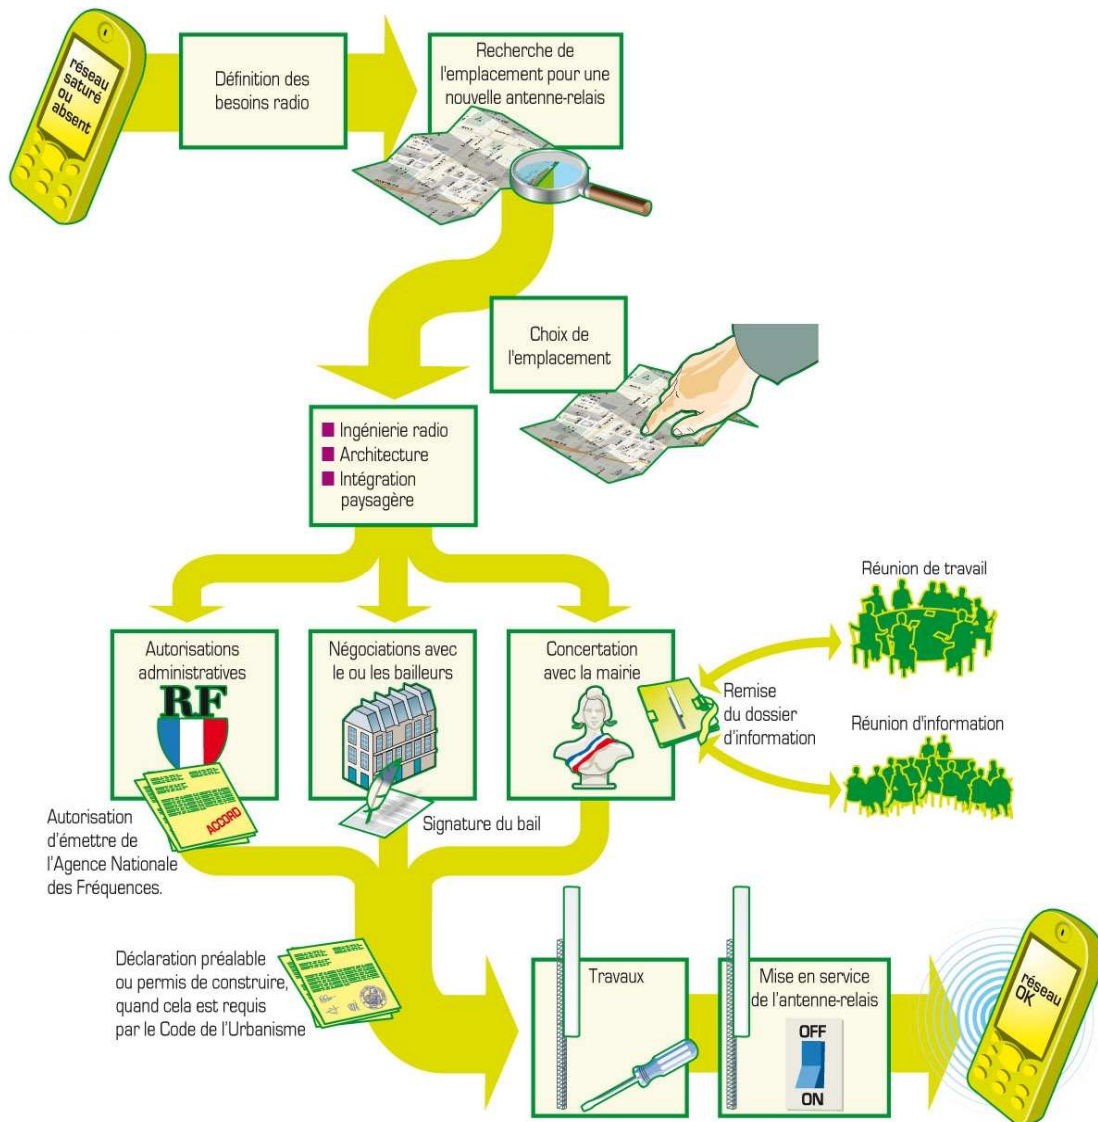 réseau
saturé
ou
absent
Définition des
besoins radio
Recherche de
l'emplacement pour une
nouvelle antenne-relais
Choix de
l'emplacement
Ingénierie radio
Architecture
Intégration
paysagère
Autorisations
administratives
RF
ACCORD
Autorisation
d'émettre de
l'Agence Nationale
des Fréquences.
Négociations avec
le ou les bailleurs
Signature du bail
Concertation
avec la mairie
Remise
du dossier
d'information
Réunion de travail
Réunion d'information
Déclaration préalable
ou permis de construire,
quand cela est requis
par le Code de l'Urbanisme
Travaux
Mise en service
de l'antenne-relais
OFF
ON
réseau
OK